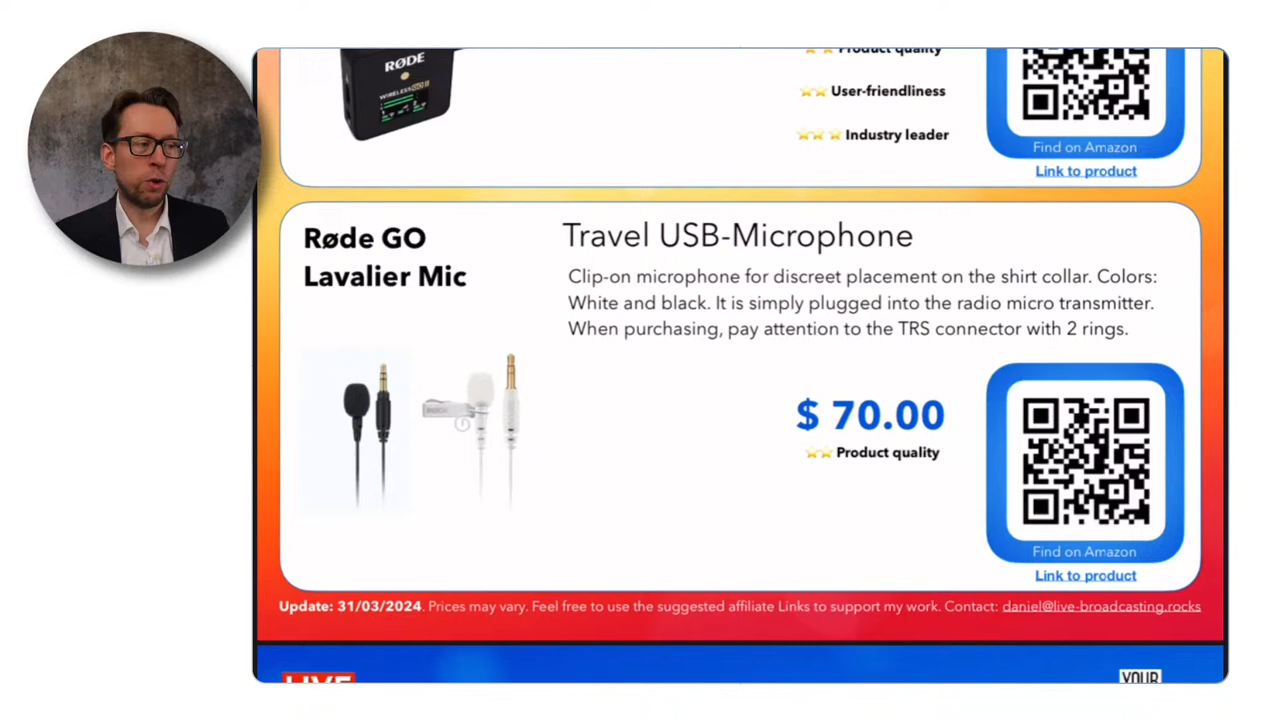 RØDE
WIRELESS GO II
Product quality
User-friendliness
Industry leader
Find on Amazon
Link to product
Røde GO
Lavalier Mic
Travel USB-Microphone
Clip-on microphone for discreet placement on the shirt collar. Colors:
White and black. It is simply plugged into the radio micro transmitter.
When purchasing, pay attention to the TRS connector with 2 rings.
$ 70.00
Product quality
Find on Amazon
Link to product
Update: 31/03/2024. Prices may vary. Feel free to use the suggested affiliate Links to support my work. Contact: daniel@live-broadcasting.rocks
LIVE
YOUR